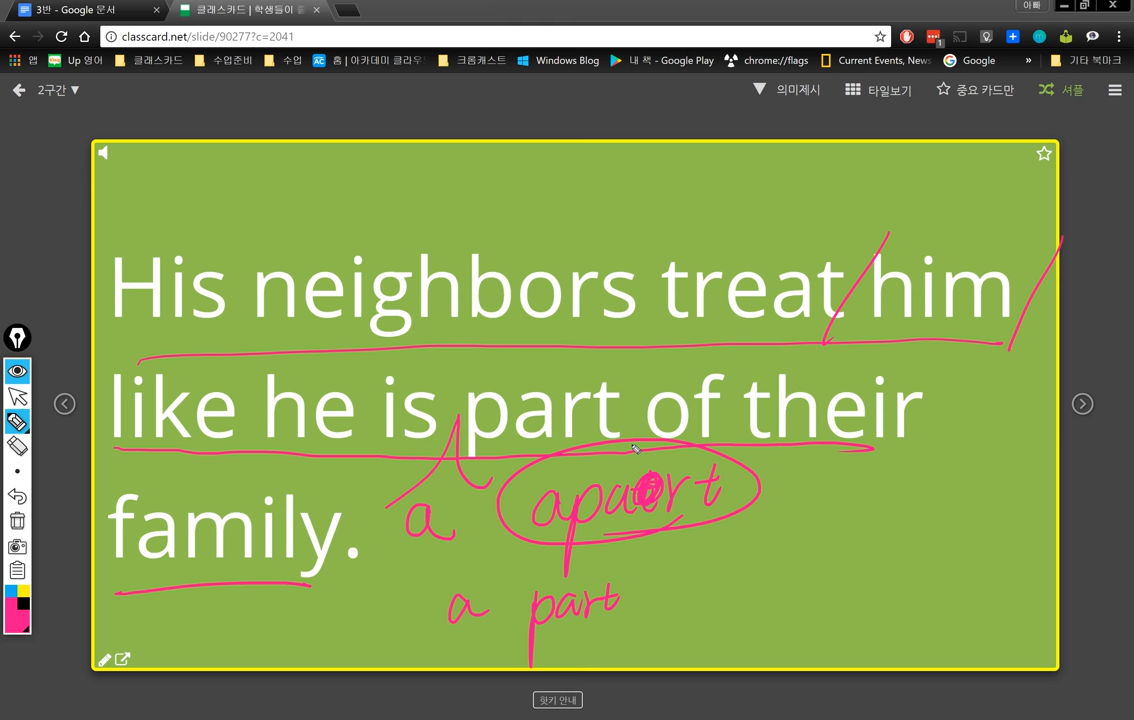 3반 - Google 문서
클래스카드 | 학생들이 좋
아빠
classcard.net/slide/90277?c=2041
1
앱 Up 영어 클래스카드 수업준비 수업 홈 | 아카데미 클라우 크롬캐스트 Windows Blog 내 책 - Google Play chrome://flags Current Events, News Google » 기타 북마크
2구간 ▼ ▼ 의미제시 타일보기 중요 카드만 셔플
His neighbors treat him
like he is part of their
family.
a apart
a part
핫키 안내